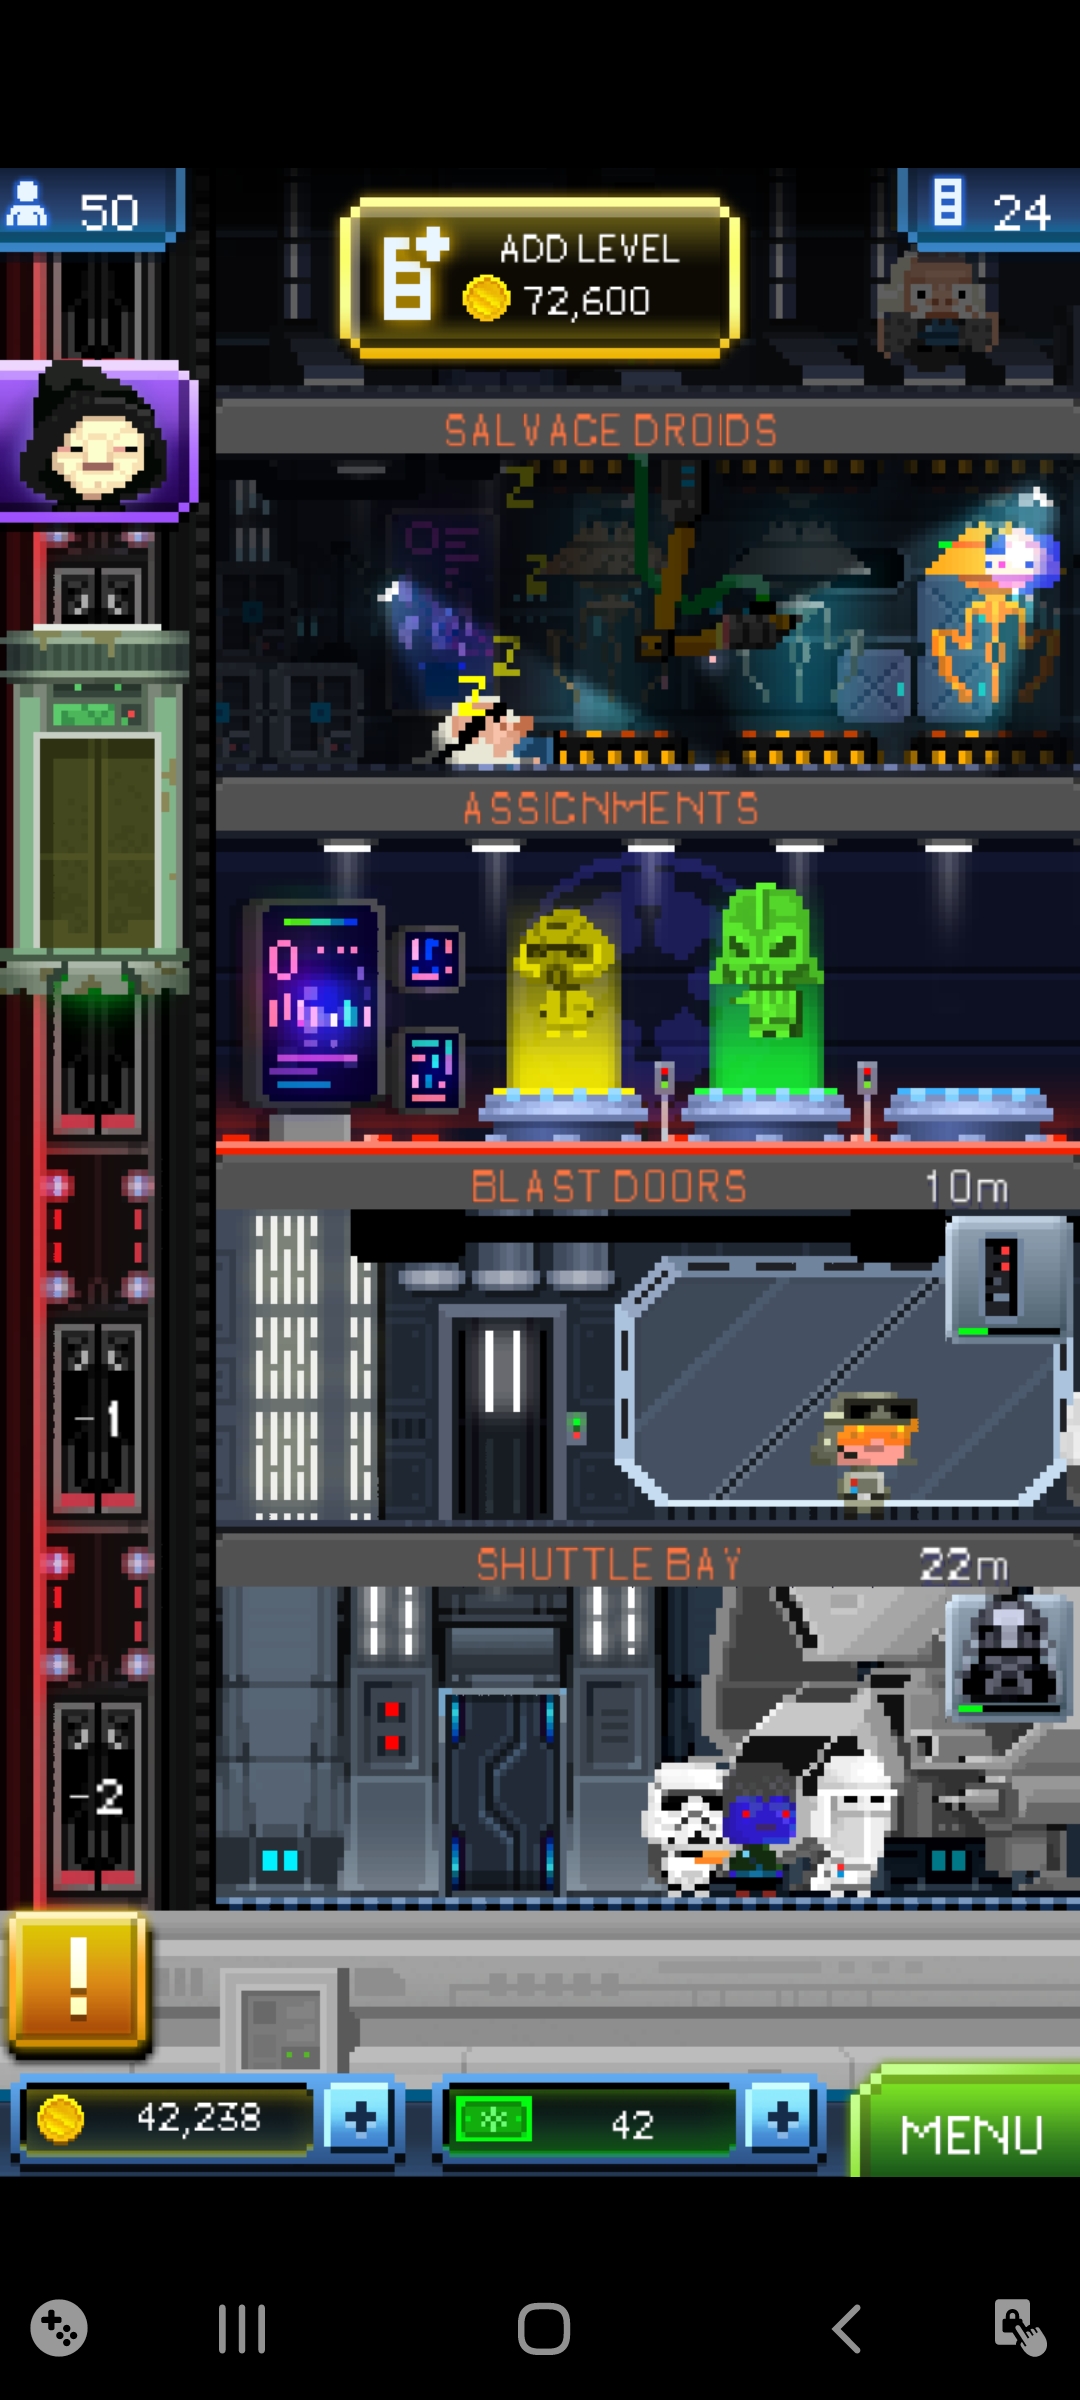 50
ADD LEVEL
72,600
24
SALVAGE DROIDS
Z
Z
Z
Z
ASSIGNMENTS
BLAST DOORS 10m
-1
SHUTTLE BAY 22m
-2
!
42,238
42
MENU